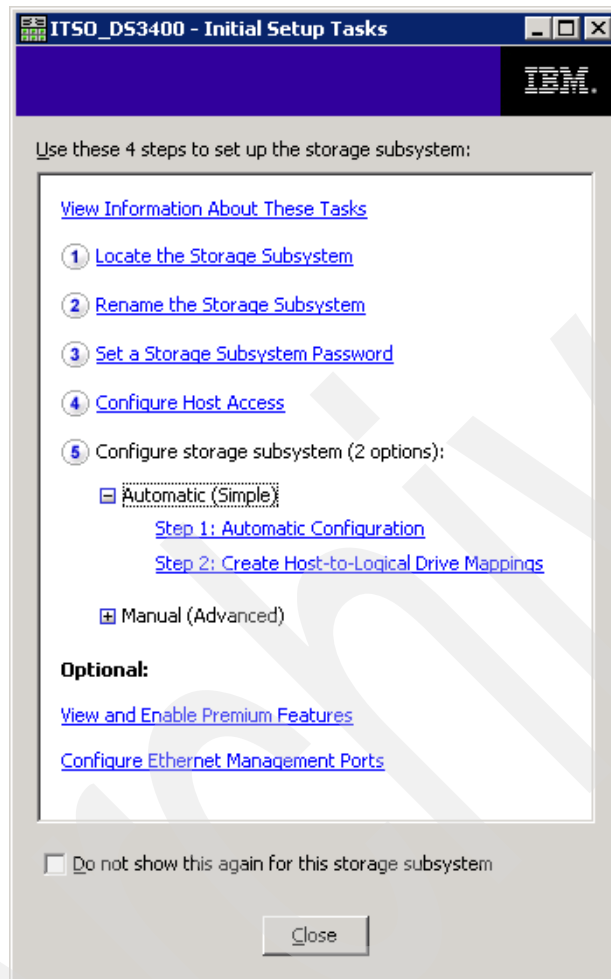 ITSO_DS3400 - Initial Setup Tasks
IBM.
Use these 4 steps to set up the storage subsystem:
View Information About These Tasks
1 Locate the Storage Subsystem
2 Rename the Storage Subsystem
3 Set a Storage Subsystem Password
4 Configure Host Access
5 Configure storage subsystem (2 options):
Automatic (Simple)
Step 1: Automatic Configuration
Step 2: Create Host-to-Logical Drive Mappings
Manual (Advanced)
Optional:
View and Enable Premium Features
Configure Ethernet Management Ports
Do not show this again for this storage subsystem
Close